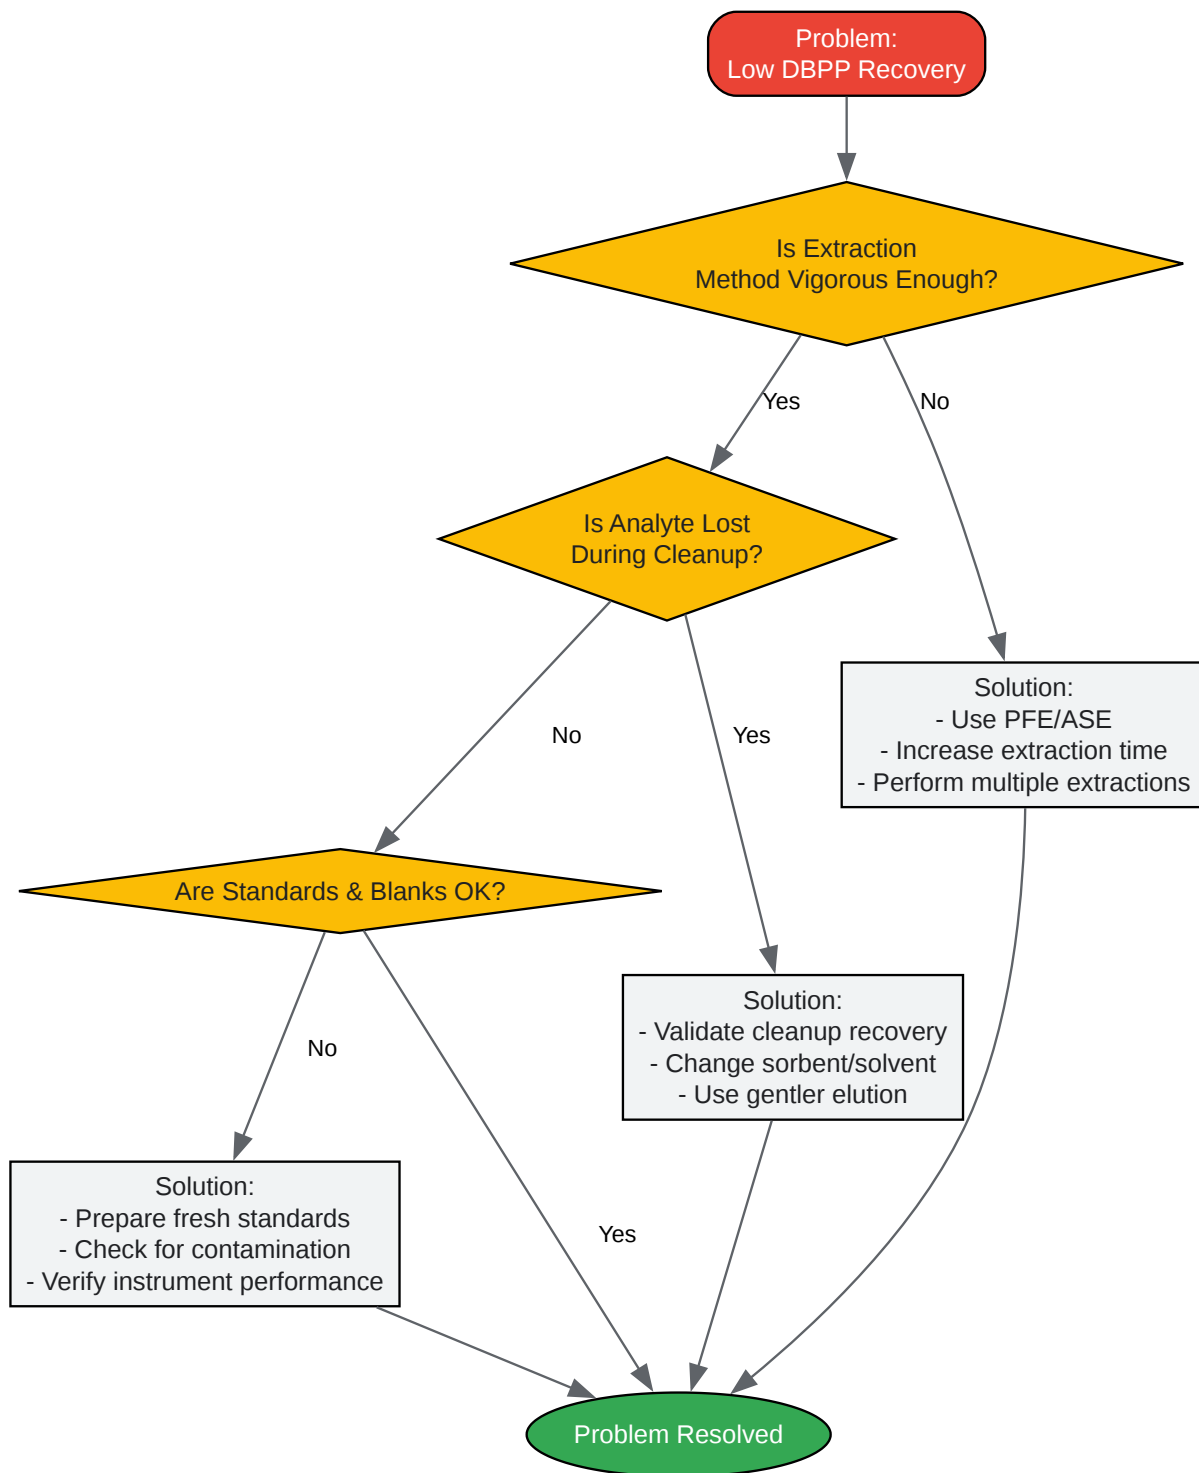 Problem:
Low DBPP Recovery
Is Extraction
Method Vigorous Enough?
Yes
No
Is Analyte Lost
During Cleanup?
Solution:
- Use PFE/ASE
- Increase extraction time
- Perform multiple extractions
No
Yes
Are Standards & Blanks OK?
Solution:
- Validate cleanup recovery
- Change sorbent/solvent
- Use gentler elution
No
Solution:
- Prepare fresh standards
- Check for contamination
- Verify instrument performance
Yes
Problem Resolved